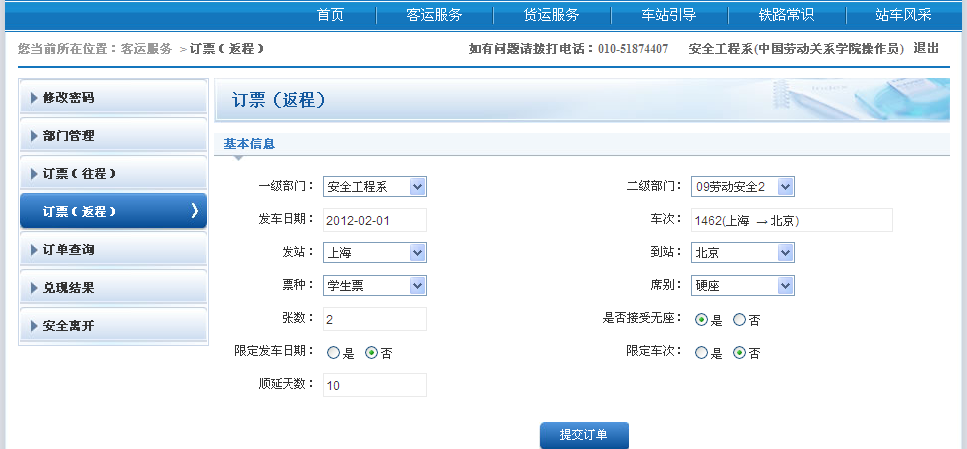 首页 客运服务 货运服务 车站引导 铁路常识 站车风采
您当前所在位置：客运服务 >订票（返程） 如有问题请拨打电话：010-51874407 安全工程系(中国劳动关系学院操作员) 退出
修改密码
部门管理
订票（往程）
订票（返程）
订单查询
兑现结果
安全离开
订票（返程）
基本信息
一级部门： 安全工程系 二级部门： 09劳动安全2
发车日期： 2012-02-01 车次： 1462(上海 →北京)
发站： 上海 到站： 北京
票种： 学生票 席别： 硬座
张数： 2 是否接受无座： 是 否
限定发车日期： 是 否 限定车次： 是 否
顺延天数： 10
提交订单